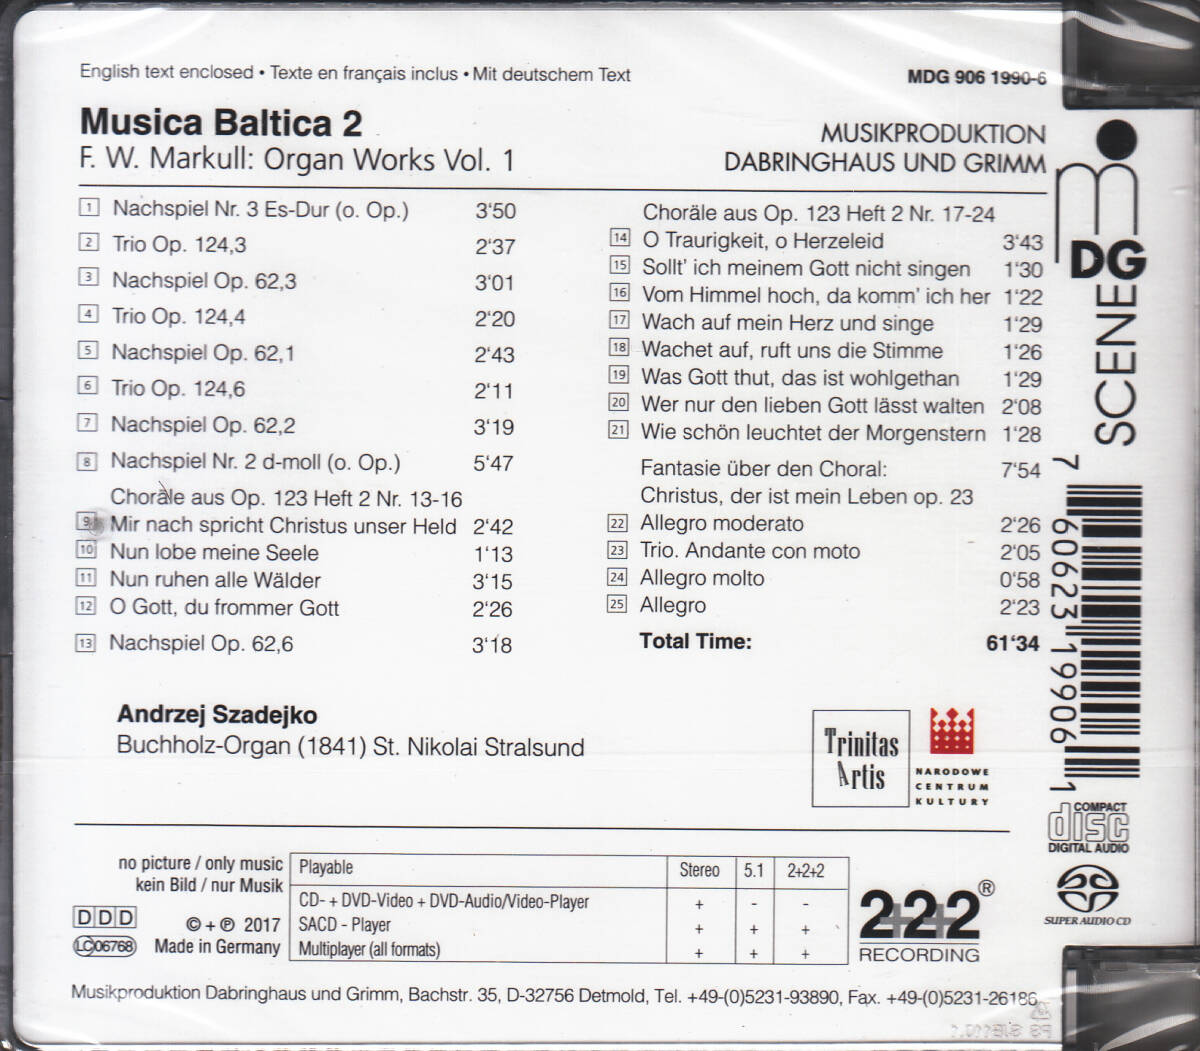 English text enclosed • Texte en français inclus • Mit deutschem Text
MDG 906 1990-6
Musica Baltica 2
F. W. Markull: Organ Works Vol. 1
MUSIKPRODUKTION
DABRINGHAUS UND GRIMM
1 Nachspiel Nr. 3 Es-Dur (o. Op.) 3‘50
2 Trio Op. 124,3 2‘37
3 Nachspiel Op. 62,3 3‘01
4 Trio Op. 124,4 2‘20
5 Nachspiel Op. 62,1 2‘43
6 Trio Op. 124,6 2‘11
7 Nachspiel Op. 62,2 3‘19
8 Nachspiel Nr. 2 d-moll (o. Op.) 5‘47
Choräle aus Op. 123 Heft 2 Nr. 13-16
9 Mir nach spricht Christus unser Held 2‘42
10 Nun lobe meine Seele 1‘13
11 Nun ruhen alle Wälder 3‘15
12 O Gott, du frommer Gott 2‘26
13 Nachspiel Op. 62,6 3‘18
Choräle aus Op. 123 Heft 2 Nr. 17-24
14 O Traurigkeit, o Herzeleid 3‘43
15 Sollt’ ich meinem Gott nicht singen 1‘30
16 Vom Himmel hoch, da komm’ ich her 1‘22
17 Wach auf mein Herz und singe 1‘29
18 Wachet auf, ruft uns die Stimme 1‘26
19 Was Gott thut, das ist wohlgethan 1‘29
20 Wer nur den lieben Gott lässt walten 2‘08
21 Wie schön leuchtet der Morgenstern 1‘28
Fantasie über den Choral: 7‘54
Christus, der ist mein Leben op. 23
22 Allegro moderato 2‘26
23 Trio. Andante con moto 2‘05
24 Allegro molto 0‘58
25 Allegro 2‘23
Total Time: 61‘34
MDG
SCENE
7 60623 19906 1
Andrzej Szadejko
Buchholz-Organ (1841) St. Nikolai Stralsund
Trinitas
Artis
NARODOWE
CENTRUM
KULTURY
COMPACT
disc
DIGITAL AUDIO
SUPER AUDIO CD
no picture / only music
kein Bild / nur Musik
DDD
© + ℗ 2017
LC 06768
Made in Germany
Playable Stereo 5.1 2+2+2
CD- + DVD-Video + DVD-Audio/Video-Player + - -
SACD - Player + + +
Multiplayer (all formats) + + +
2+2+2®
RECORDING
Musikproduktion Dabringhaus und Grimm, Bachstr. 35, D-32756 Detmold, Tel. +49-(0)5231-93890, Fax. +49-(0)5231-26186